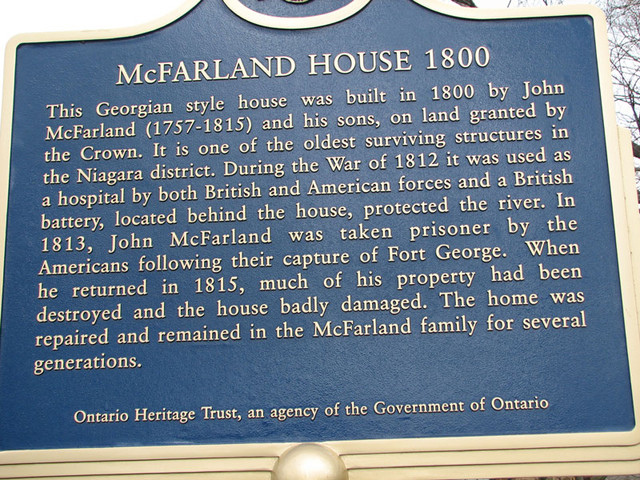 McFARLAND HOUSE 1800
This Georgian style house was built in 1800 by John
McFarland (1757-1815) and his sons, on land granted by
the Crown. It is one of the oldest surviving structures in
the Niagara district. During the War of 1812 it was used as
a hospital by both British and American forces and a British
battery, located behind the house, protected the river. In
1813, John McFarland was taken prisoner by the
Americans following their capture of Fort George. When
he returned in 1815, much of his property had been
destroyed and the house badly damaged. The home was
repaired and remained in the McFarland family for several
generations.
Ontario Heritage Trust, an agency of the Government of Ontario